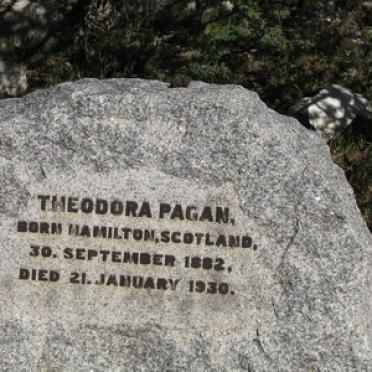 THEODORA PAGAN,
BORN HAMILTON, SCOTLAND,
30. SEPTEMBER 1882,
DIED 21. JANUARY 1930.